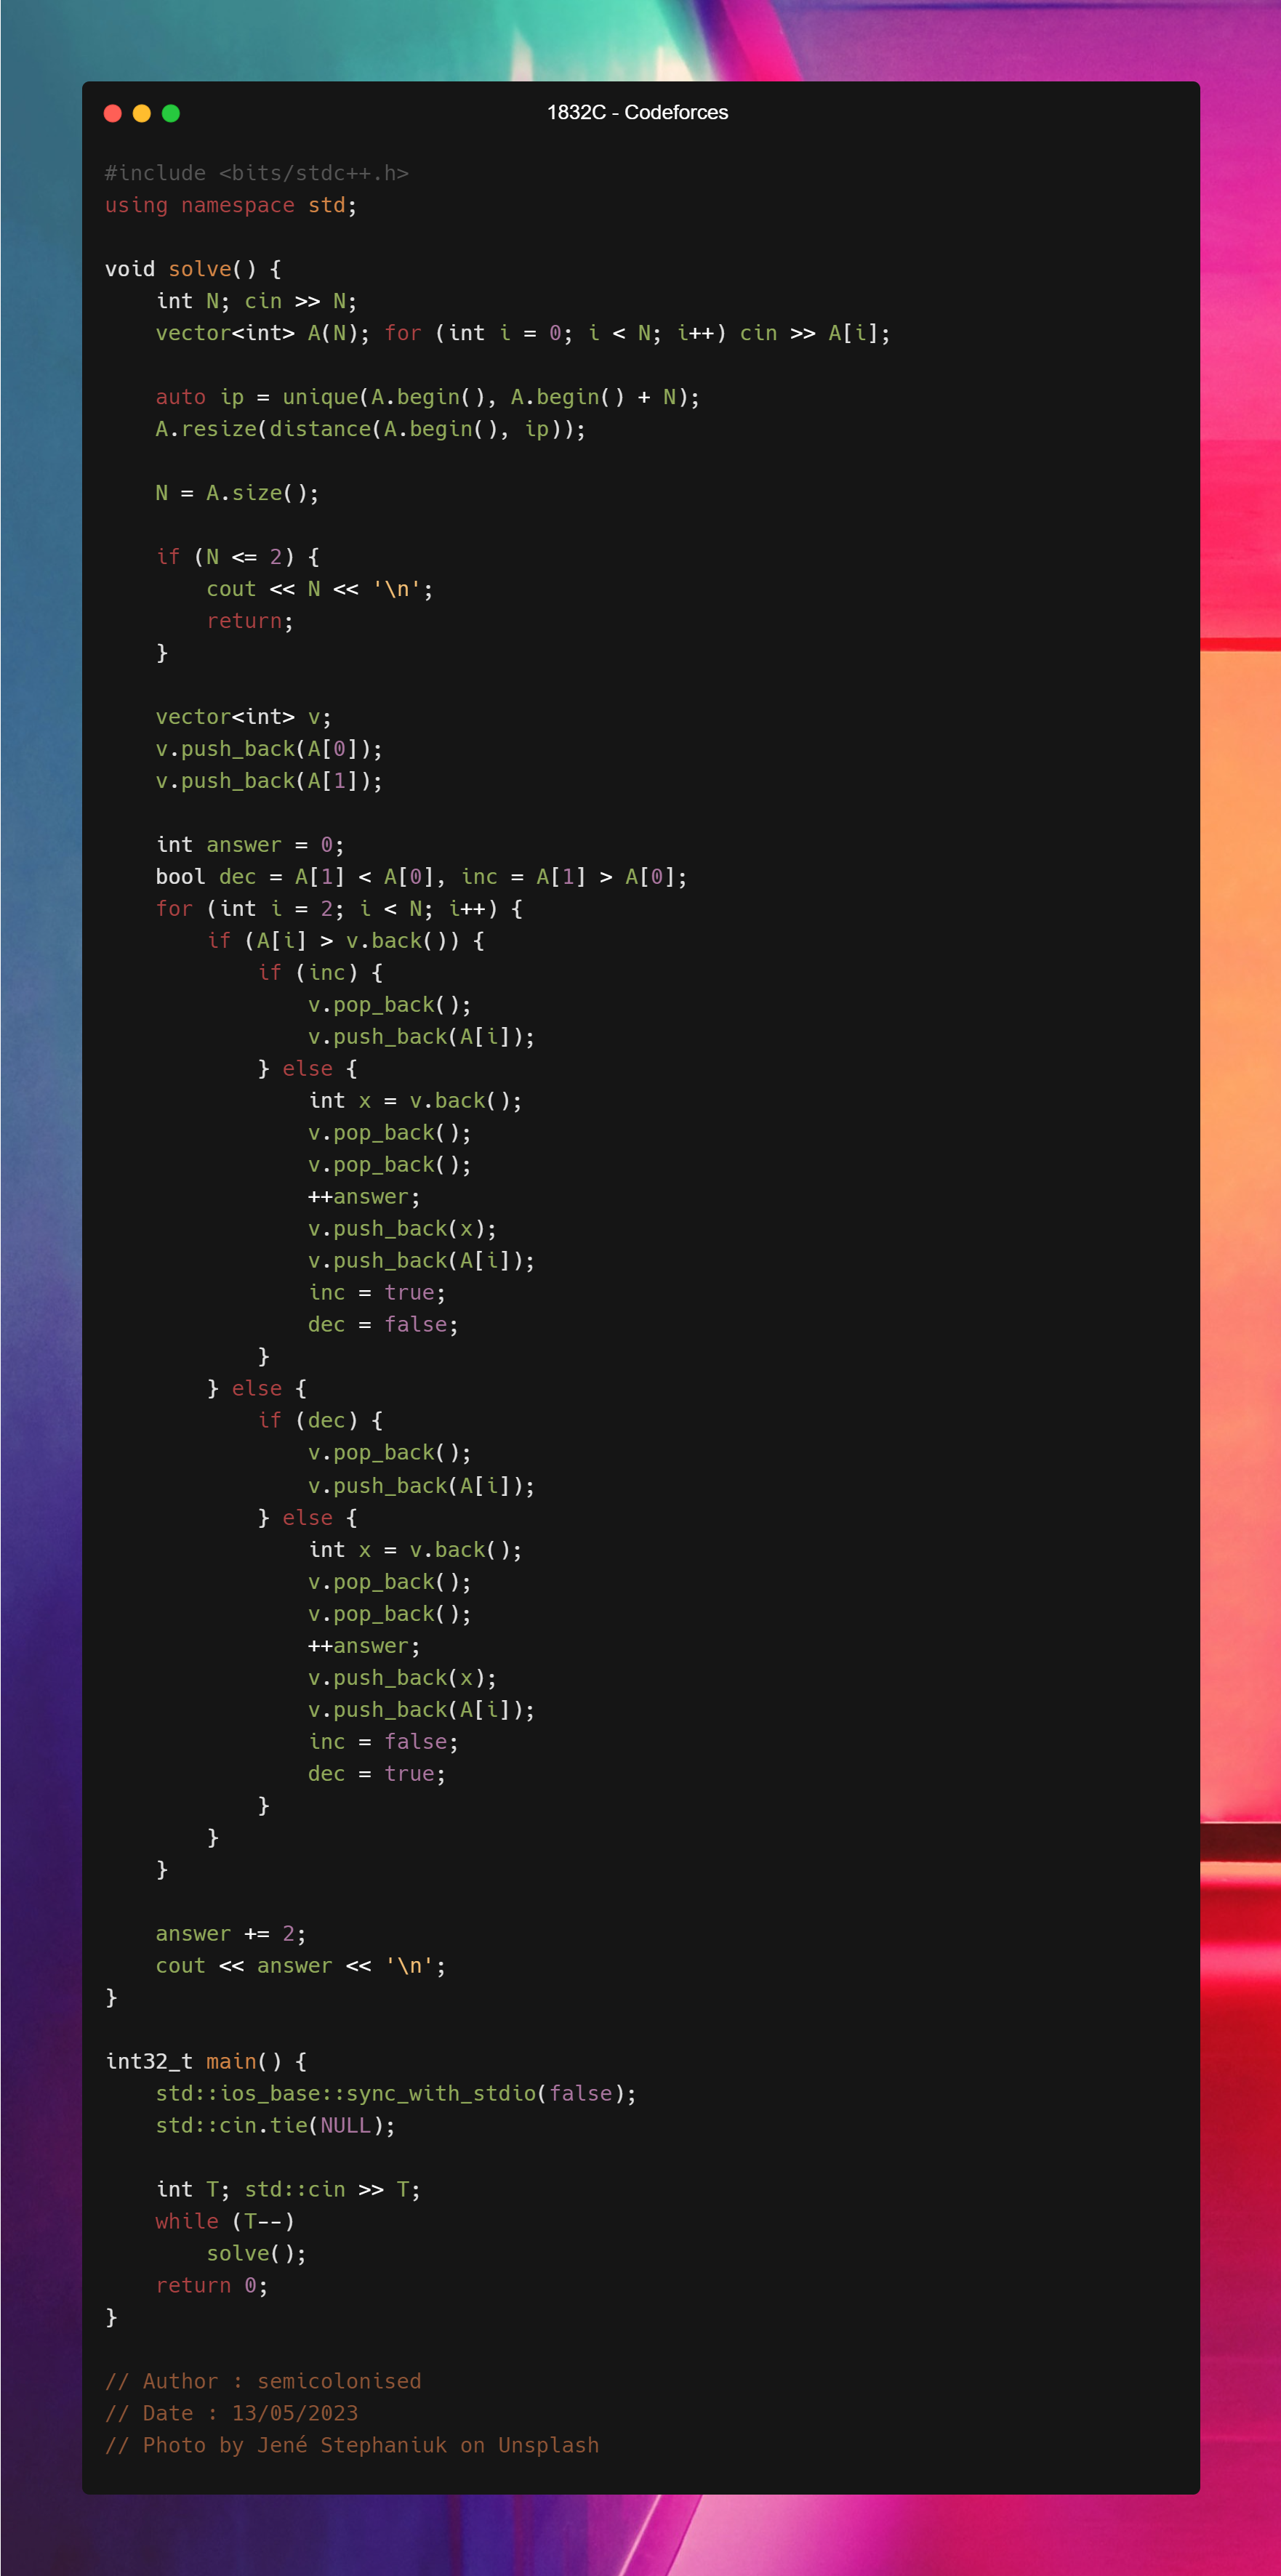 1832C - Codeforces
#include <bits/stdc++.h>
using namespace std;

void solve() {
    int N; cin >> N;
    vector<int> A(N); for (int i = 0; i < N; i++) cin >> A[i];

    auto ip = unique(A.begin(), A.begin() + N);
    A.resize(distance(A.begin(), ip));

    N = A.size();

    if (N <= 2) {
        cout << N << '\n';
        return;
    }

    vector<int> v;
    v.push_back(A[0]);
    v.push_back(A[1]);

    int answer = 0;
    bool dec = A[1] < A[0], inc = A[1] > A[0];
    for (int i = 2; i < N; i++) {
        if (A[i] > v.back()) {
            if (inc) {
                v.pop_back();
                v.push_back(A[i]);
            } else {
                int x = v.back();
                v.pop_back();
                v.pop_back();
                ++answer;
                v.push_back(x);
                v.push_back(A[i]);
                inc = true;
                dec = false;
            }
        } else {
            if (dec) {
                v.pop_back();
                v.push_back(A[i]);
            } else {
                int x = v.back();
                v.pop_back();
                v.pop_back();
                ++answer;
                v.push_back(x);
                v.push_back(A[i]);
                inc = false;
                dec = true;
            }
        }
    }

    answer += 2;
    cout << answer << '\n';
}

int32_t main() {
    std::ios_base::sync_with_stdio(false);
    std::cin.tie(NULL);

    int T; std::cin >> T;
    while (T--)
        solve();
    return 0;
}

// Author : semicolonised
// Date : 13/05/2023
// Photo by Jené Stephaniuk on Unsplash